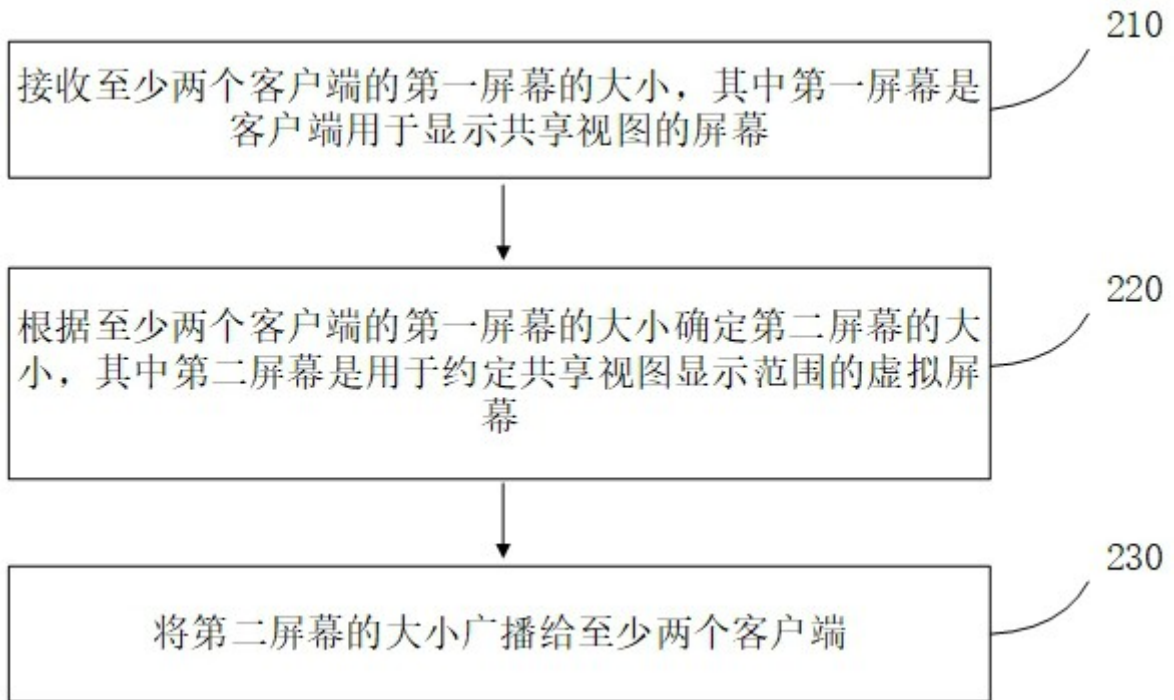 210
接收至少两个客户端的第一屏幕的大小，其中第一屏幕是
客户端用于显示共享视图的屏幕
220
根据至少两个客户端的第一屏幕的大小确定第二屏幕的大
小，其中第二屏幕是用于约定共享视图显示范围的虚拟屏
幕
230
将第二屏幕的大小广播给至少两个客户端